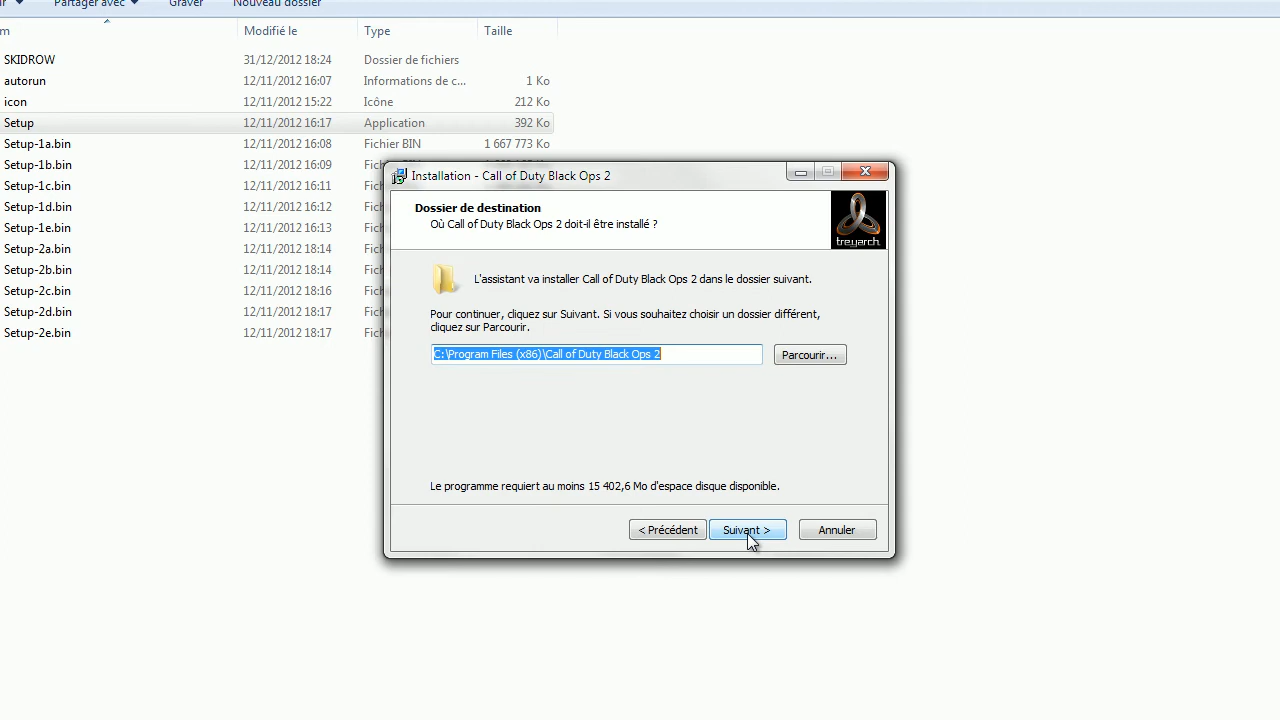 Partager avec
Graver
Nouveau dossier
Modifié le Type Taille
SKIDROW 31/12/2012 18:24 Dossier de fichiers
autorun 12/11/2012 16:07 Informations de c... 1 Ko
icon 12/11/2012 15:22 Icône 212 Ko
Setup 12/11/2012 16:17 Application 392 Ko
Setup-1a.bin 12/11/2012 16:08 Fichier BIN 1 667 773 Ko
Setup-1b.bin 12/11/2012 16:09
Setup-1c.bin 12/11/2012 16:11
Setup-1d.bin 12/11/2012 16:12
Setup-1e.bin 12/11/2012 16:13
Setup-2a.bin 12/11/2012 18:14
Setup-2b.bin 12/11/2012 18:14
Setup-2c.bin 12/11/2012 18:16
Setup-2d.bin 12/11/2012 18:17
Setup-2e.bin 12/11/2012 18:17
Installation - Call of Duty Black Ops 2
Dossier de destination
Où Call of Duty Black Ops 2 doit-il être installé ?
treyarch
L'assistant va installer Call of Duty Black Ops 2 dans le dossier suivant.
Pour continuer, cliquez sur Suivant. Si vous souhaitez choisir un dossier différent,
cliquez sur Parcourir.
C:\Program Files (x86)\Call of Duty Black Ops 2
Parcourir...
Le programme requiert au moins 15 402,6 Mo d'espace disque disponible.
< Précédent Suivant > Annuler